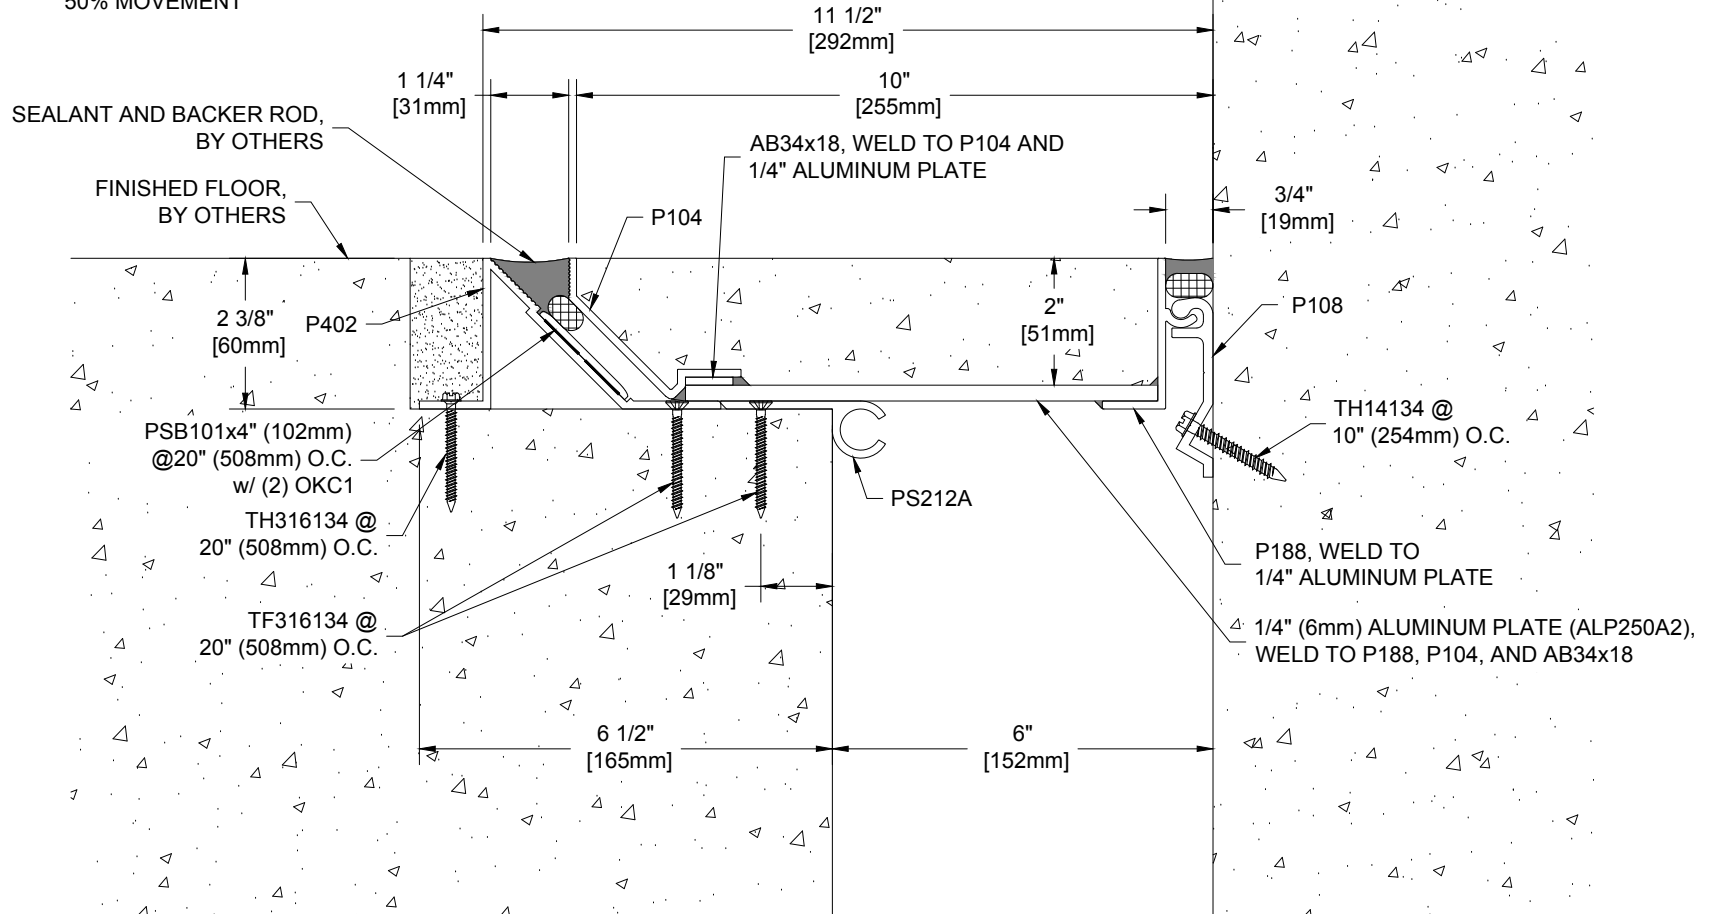 50% MOVEMENT
11 1/2"
[292mm]
1 1/4"
[31mm]
10"
[255mm]
SEALANT AND BACKER ROD,
BY OTHERS
AB34x18, WELD TO P104 AND
1/4" ALUMINUM PLATE
FINISHED FLOOR,
BY OTHERS
P104
3/4"
[19mm]
2 3/8"
[60mm]
P402
2"
[51mm]
P108
PSB101x4" (102mm)
@20" (508mm) O.C.
w/ (2) OKC1
TH14134 @
10" (254mm) O.C.
PS212A
TH316134 @
20" (508mm) O.C.
1 1/8"
[29mm]
P188, WELD TO
1/4" ALUMINUM PLATE
TF316134 @
20" (508mm) O.C.
1/4" (6mm) ALUMINUM PLATE (ALP250A2),
WELD TO P188, P104, AND AB34x18
6 1/2"
[165mm]
6"
[152mm]